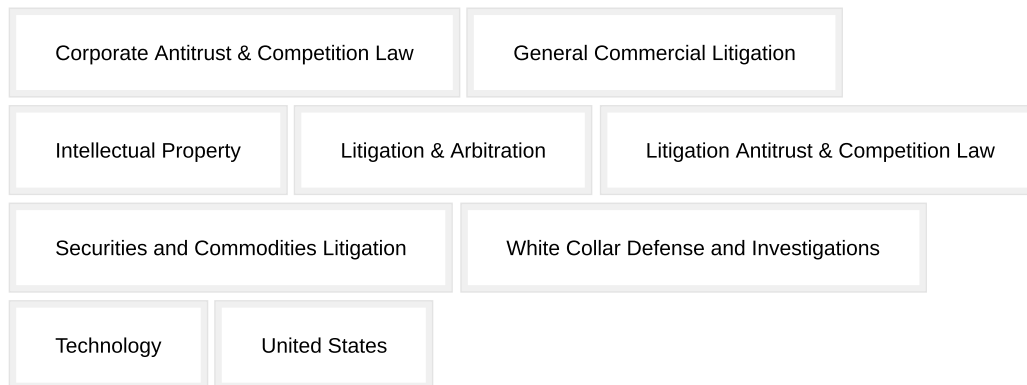 Corporate Antitrust & Competition Law General Commercial Litigation
Intellectual Property Litigation & Arbitration Litigation Antitrust & Competition Law
Securities and Commodities Litigation White Collar Defense and Investigations
Technology United States